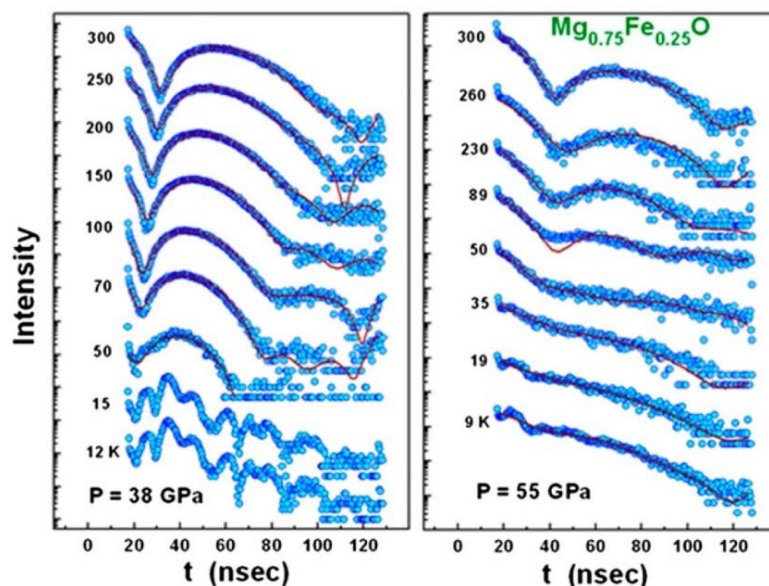 Intensity
300
250
200
150
100
70
50
15
12 K
P = 38 GPa
0 20 40 60 80 100 120
t (nsec)
Mg0.75Fe0.25O
300
260
230
89
50
35
19
9 K
P = 55 GPa
0 20 40 60 80 100 120
t (nsec)